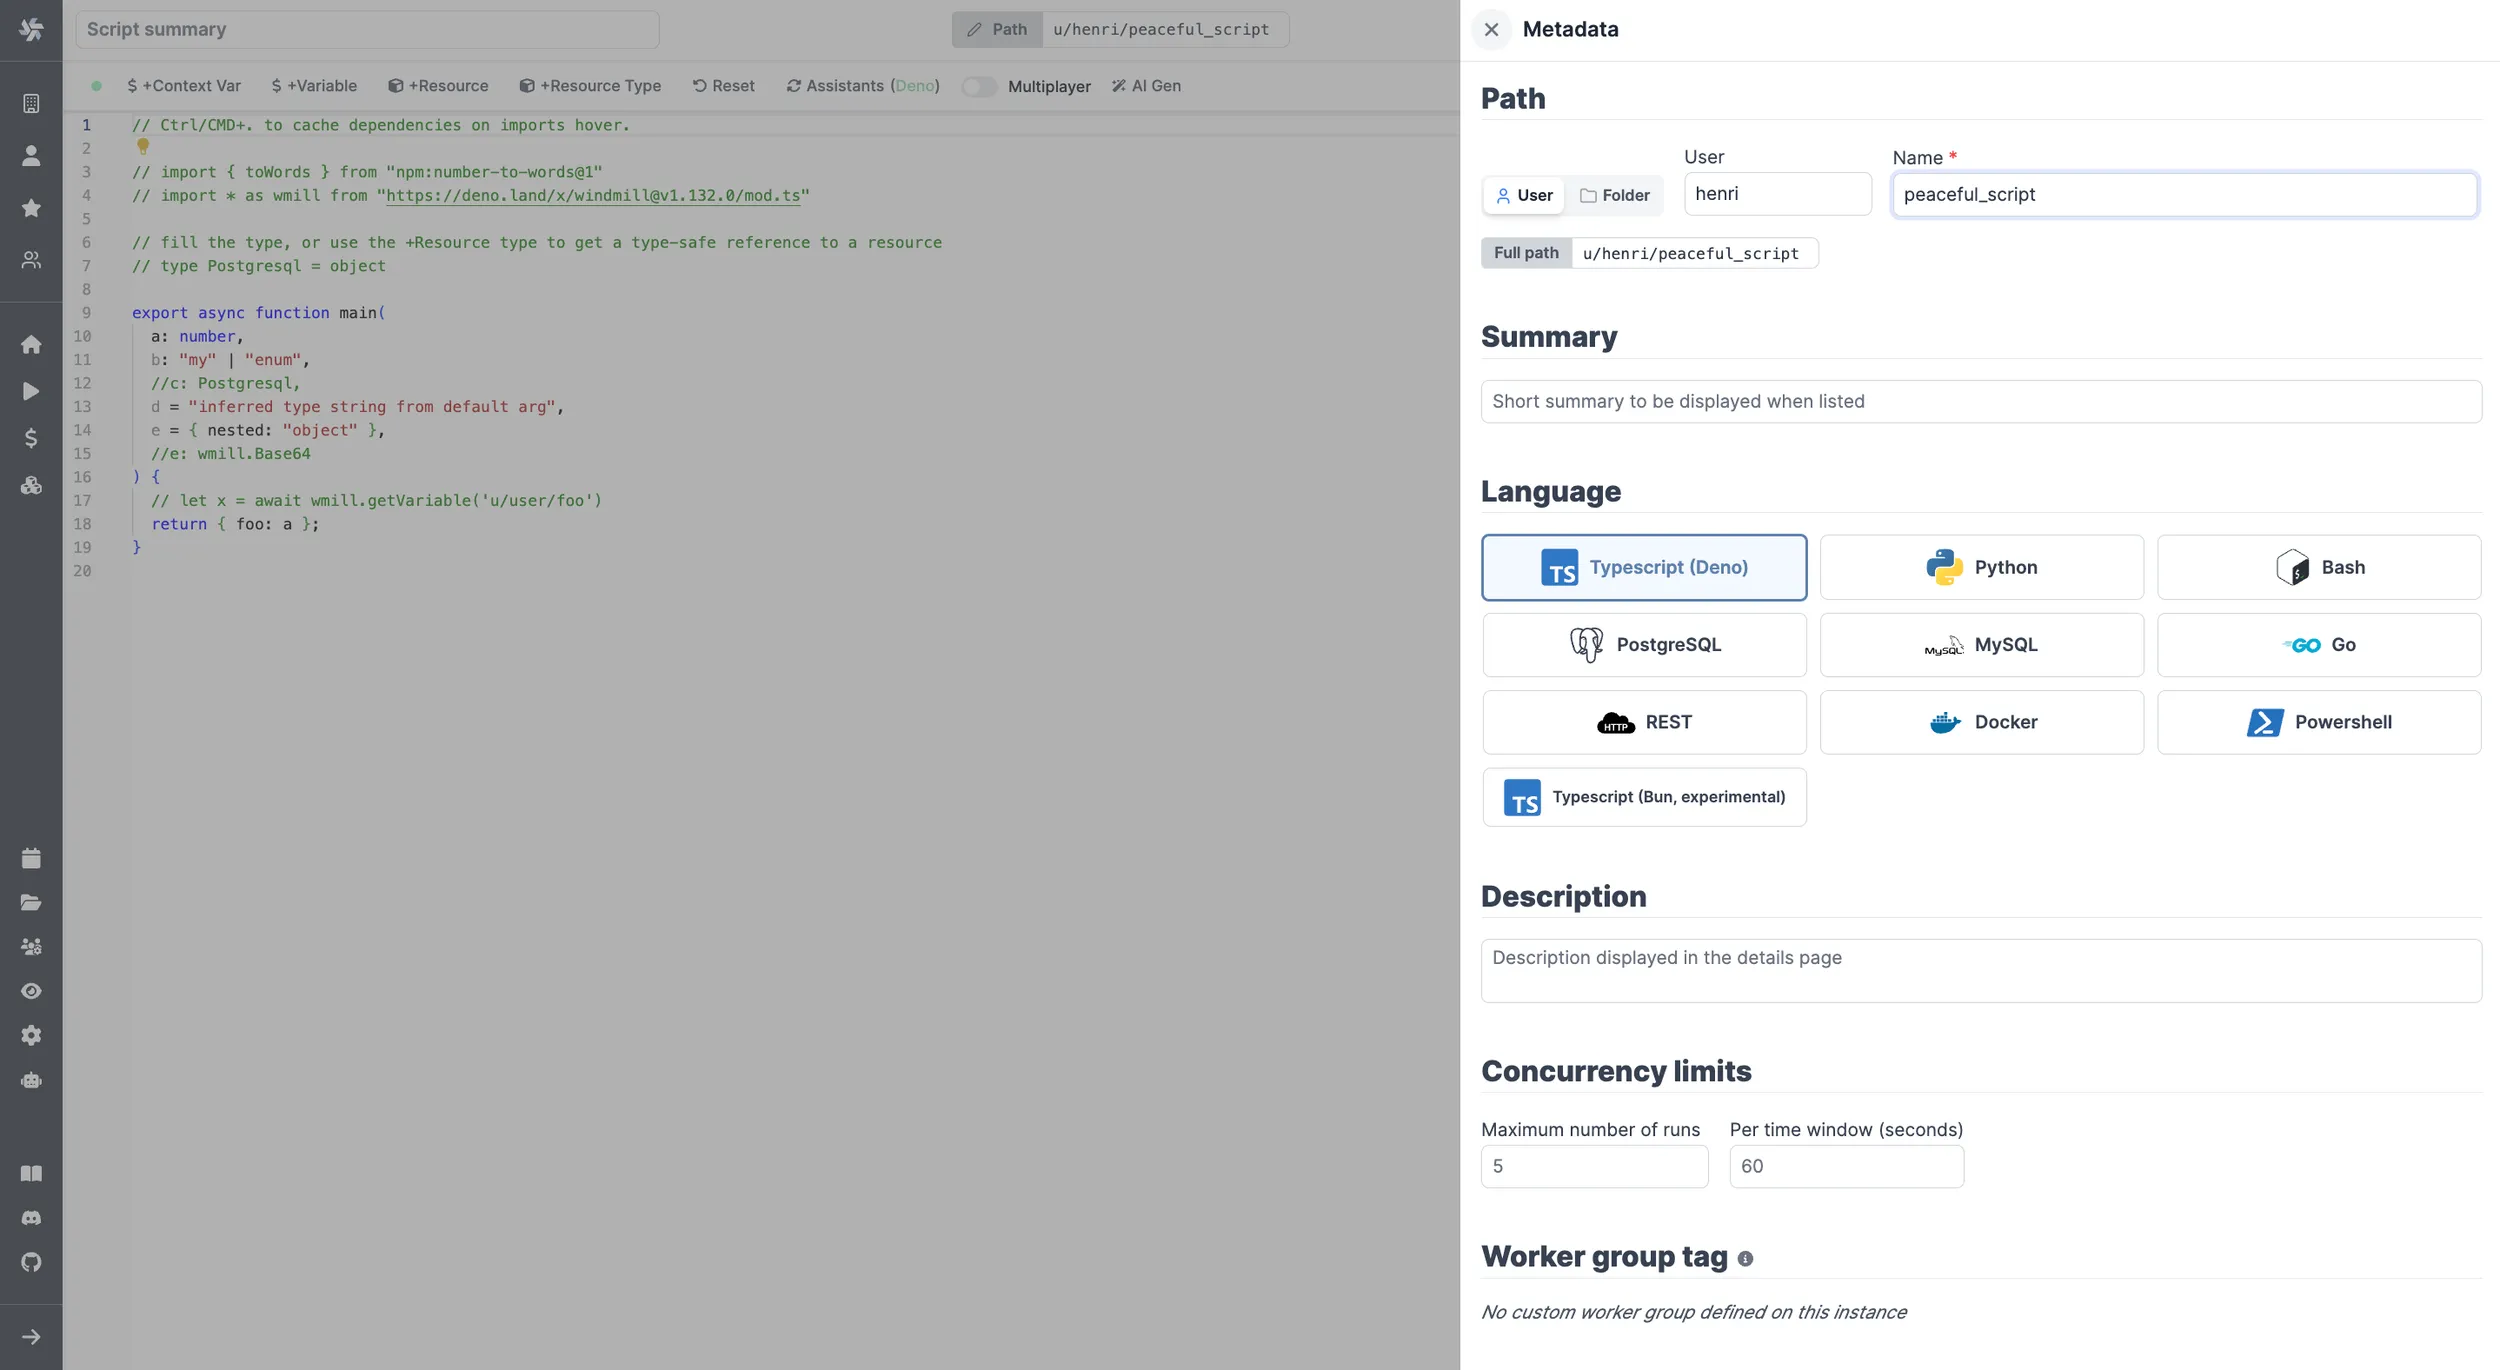 Script summary
Path u/henri/peaceful_script
$ +Context Var $ +Variable +Resource +Resource Type Reset Assistants (Deno) Multiplayer AI Gen
1 // Ctrl/CMD+. to cache dependencies on imports hover.
2
3 // import { toWords } from "npm:number-to-words@1"
4 // import * as wmill from "https://deno.land/x/windmill@v1.132.0/mod.ts"
5
6 // fill the type, or use the +Resource type to get a type-safe reference to a resource
7 // type Postgresql = object
8
9 export async function main(
10 a: number,
11 b: "my" | "enum",
12 //c: Postgresql,
13 d = "inferred type string from default arg",
14 e = { nested: "object" },
15 //e: wmill.Base64
16 ) {
17 // let x = await wmill.getVariable('u/user/foo')
18 return { foo: a };
19 }
20
Metadata
Path
User Name *
User Folder henri peaceful_script
Full path u/henri/peaceful_script
Summary
Short summary to be displayed when listed
Language
TS Typescript (Deno) Python $ Bash
PostgreSQL MySQL MySQL GO Go
HTTP REST Docker Powershell
TS Typescript (Bun, experimental)
Description
Description displayed in the details page
Concurrency limits
Maximum number of runs Per time window (seconds)
5 60
Worker group tag
No custom worker group defined on this instance